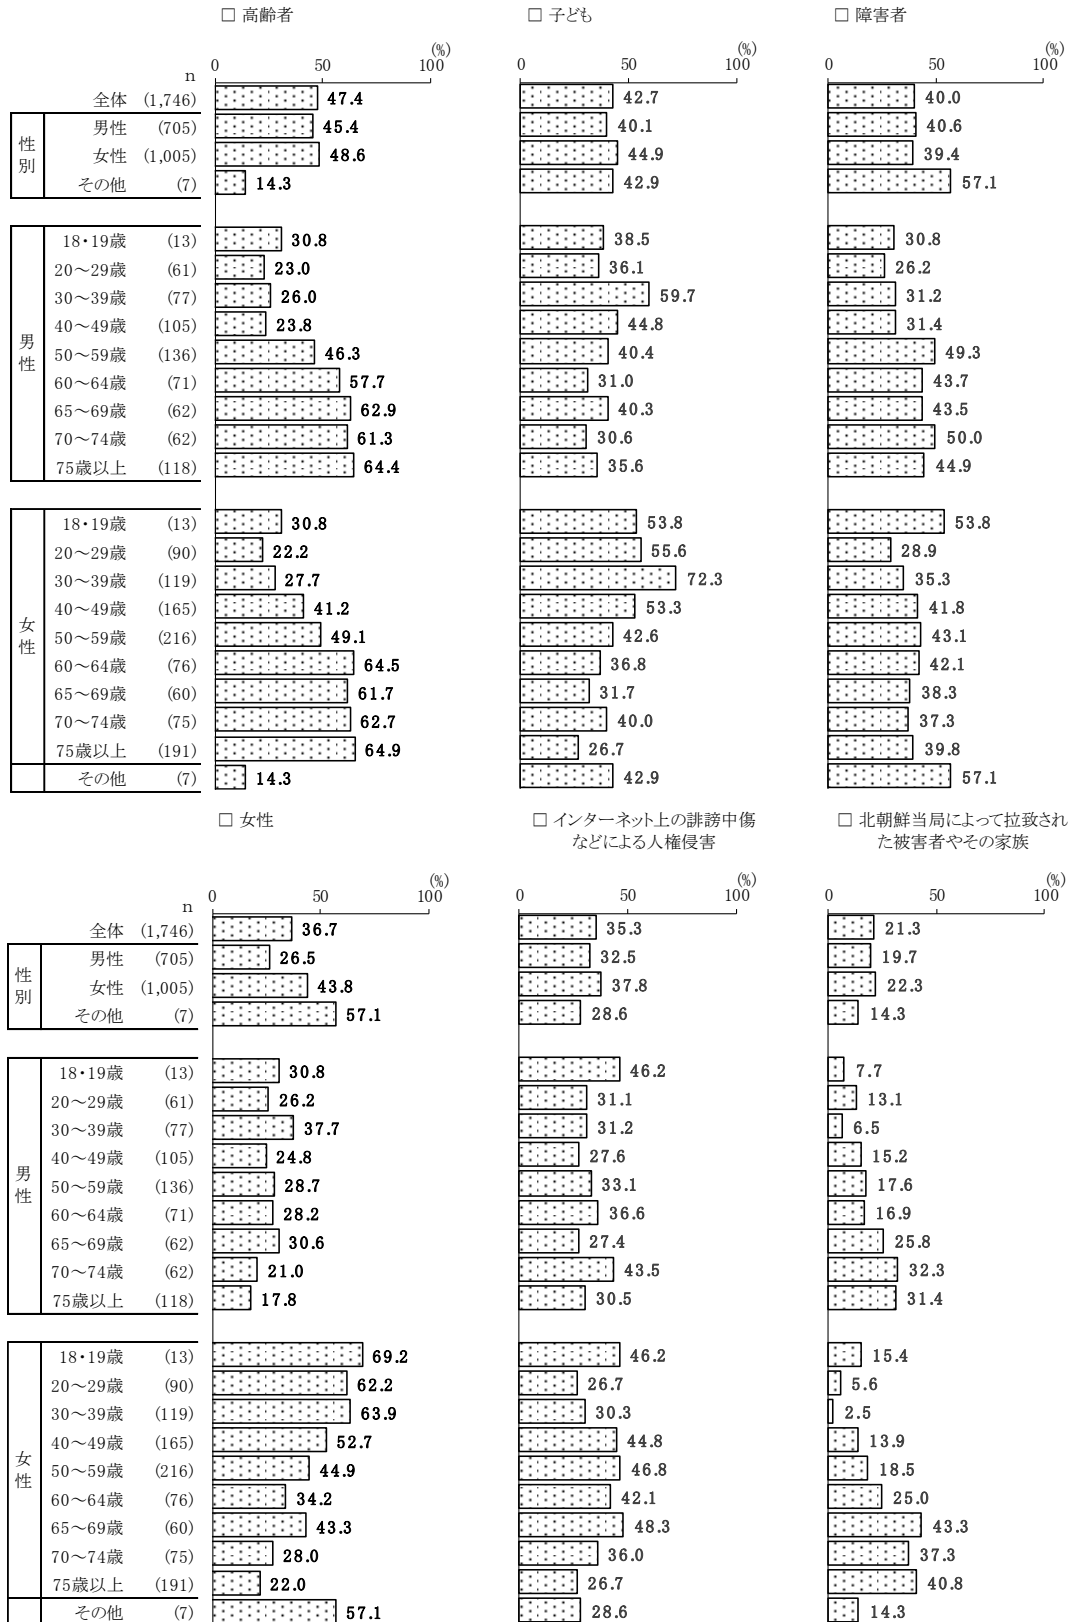 □ 高齢者 □ 子ども □ 障害者
(%) (%) (%)
n 0 50 100 0 50 100 0 50 100
全体 (1,746) 47.4 42.7 40.0
性別 男性 (705) 45.4 40.1 40.6
女性 (1,005) 48.6 44.9 39.4
その他 (7) 14.3 42.9 57.1
男性 18・19歳 (13) 30.8 38.5 30.8
20～29歳 (61) 23.0 36.1 26.2
30～39歳 (77) 26.0 59.7 31.2
40～49歳 (105) 23.8 44.8 31.4
50～59歳 (136) 46.3 40.4 49.3
60～64歳 (71) 57.7 31.0 43.7
65～69歳 (62) 62.9 40.3 43.5
70～74歳 (62) 61.3 30.6 50.0
75歳以上 (118) 64.4 35.6 44.9
女性 18・19歳 (13) 30.8 53.8 53.8
20～29歳 (90) 22.2 55.6 28.9
30～39歳 (119) 27.7 72.3 35.3
40～49歳 (165) 41.2 53.3 41.8
50～59歳 (216) 49.1 42.6 43.1
60～64歳 (76) 64.5 36.8 42.1
65～69歳 (60) 61.7 31.7 38.3
70～74歳 (75) 62.7 40.0 37.3
75歳以上 (191) 64.9 26.7 39.8
その他 (7) 14.3 42.9 57.1
□ 女性 □ インターネット上の誹謗中傷 □ 北朝鮮当局によって拉致され
などによる人権侵害 た被害者やその家族
(%) (%) (%)
n 0 50 100 0 50 100 0 50 100
全体 (1,746) 36.7 35.3 21.3
性別 男性 (705) 26.5 32.5 19.7
女性 (1,005) 43.8 37.8 22.3
その他 (7) 57.1 28.6 14.3
男性 18・19歳 (13) 30.8 46.2 7.7
20～29歳 (61) 26.2 31.1 13.1
30～39歳 (77) 37.7 31.2 6.5
40～49歳 (105) 24.8 27.6 15.2
50～59歳 (136) 28.7 33.1 17.6
60～64歳 (71) 28.2 36.6 16.9
65～69歳 (62) 30.6 27.4 25.8
70～74歳 (62) 21.0 43.5 32.3
75歳以上 (118) 17.8 30.5 31.4
女性 18・19歳 (13) 69.2 46.2 15.4
20～29歳 (90) 62.2 26.7 5.6
30～39歳 (119) 63.9 30.3 2.5
40～49歳 (165) 52.7 44.8 13.9
50～59歳 (216) 44.9 46.8 18.5
60～64歳 (76) 34.2 42.1 25.0
65～69歳 (60) 43.3 48.3 43.3
70～74歳 (75) 28.0 36.0 37.3
75歳以上 (191) 22.0 26.7 40.8
その他 (7) 57.1 28.6 14.3